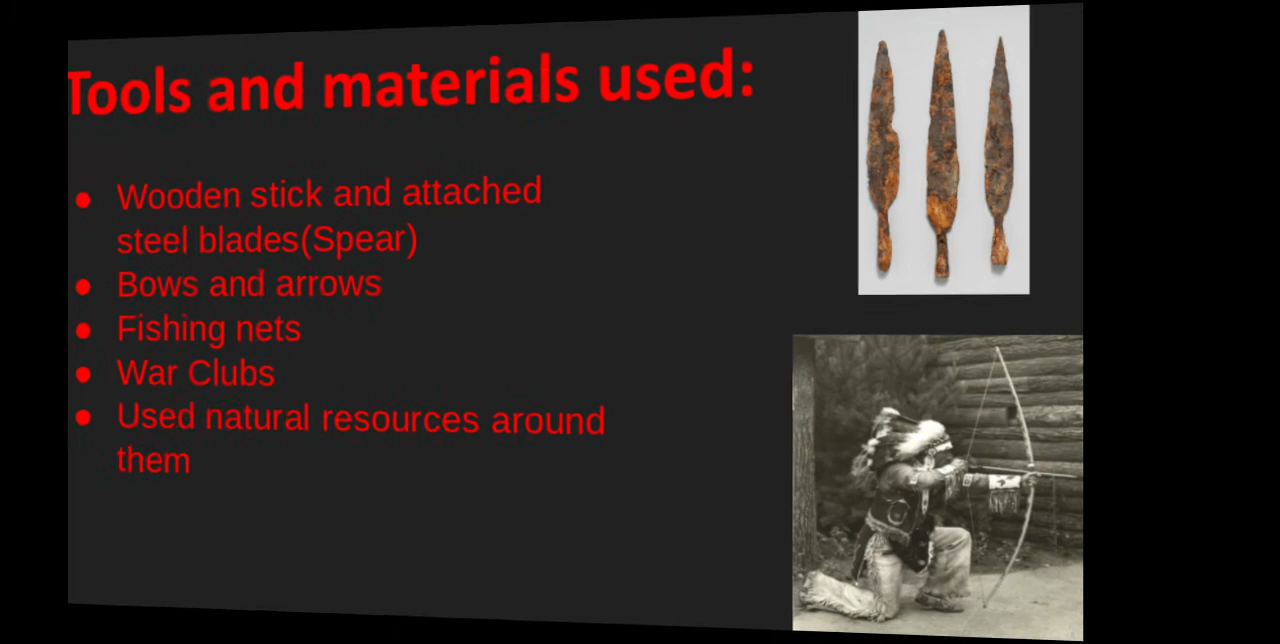 Tools and materials used:
● Wooden stick and attached
steel blades(Spear)
● Bows and arrows
● Fishing nets
● War Clubs
● Used natural resources around
them